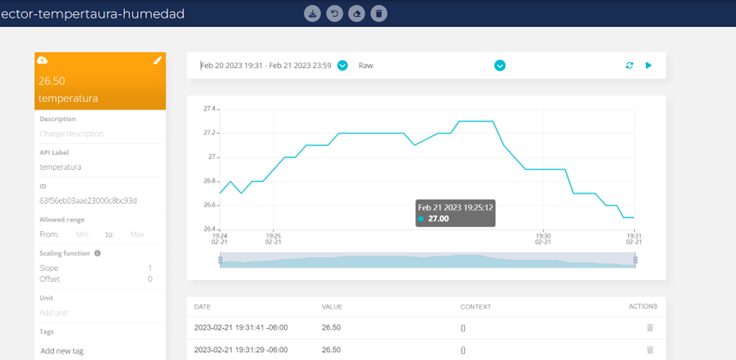 ector-tempertaura-humedad
26.50
temperatura
Description
Change description
API Label
temperatura
ID
63f56eb03aae23000c8bc93d
Allowed range
From: Min to: Max
Scaling function
Slope 1
Offset 0
Unit
Add unit
Tags
Add new tag
Feb 20 2023 19:31 - Feb 21 2023 23:59 Raw
27.4
27.2
27
26.8
26.6
26.4
Feb 21 2023 19:25:12
27.00
19:24 19:25 19:30 19:31
02-21 02-21 02-21 02-21
DATE VALUE CONTEXT ACTIONS
2023-02-21 19:31:41 -06:00 26.50 {}
2023-02-21 19:31:29 -06:00 26.50 {}